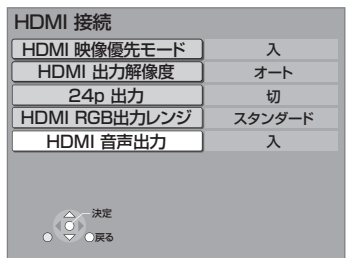 HDMI 接続
HDMI 映像優先モード 入
HDMI 出力解像度 オート
24p 出力 切
HDMI RGB出力レンジ スタンダード
HDMI 音声出力 入
決定
戻る